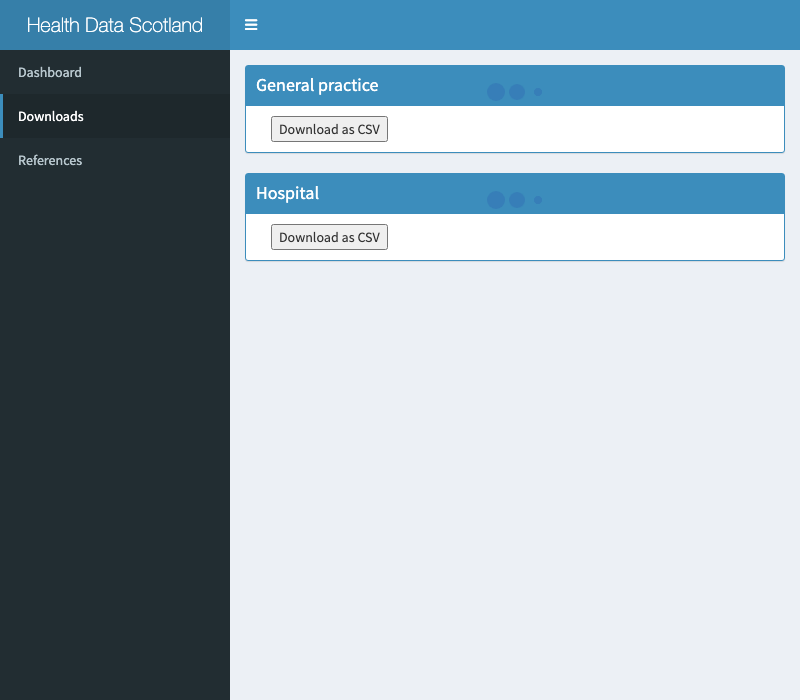 Health Data Scotland
Dashboard
Downloads
References
General practice
Download as CSV
Hospital
Download as CSV